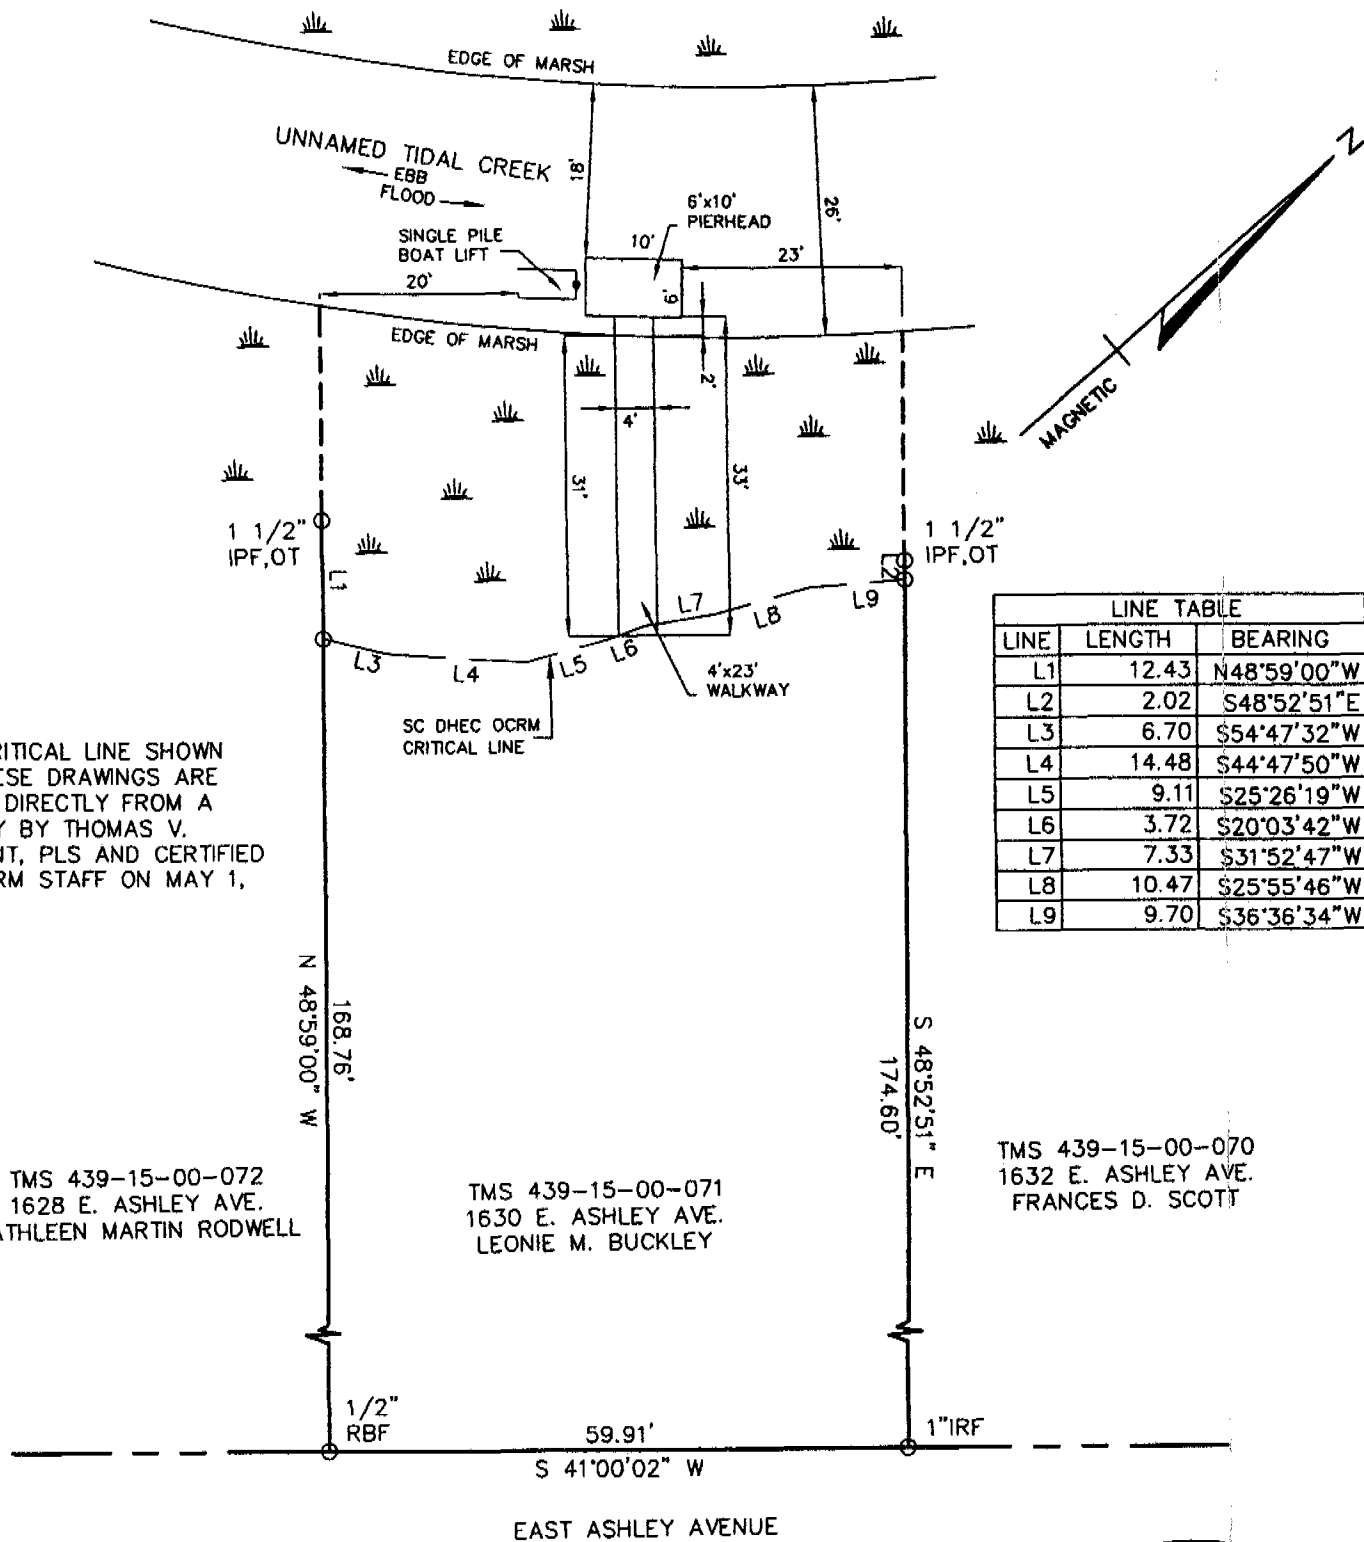 EDGE OF MARSH
UNNAMED TIDAL CREEK
EBB
FLOOD
18'
26'
6'x10'
PIERHEAD
SINGLE PILE
BOAT LIFT
10'
23'
20'
6'
EDGE OF MARSH
2'
4'
31'
33'
N
MAGNETIC
1 1/2"
IPF,OT
L1
1 1/2"
IPF,OT
L2
L3
L4
L5
L6
L7
L8
L9
4'x23'
WALKWAY
SC DHEC OCRM
CRITICAL LINE
LINE TABLE
LINE LENGTH BEARING
L1 12.43 N48°59'00"W
L2 2.02 S48°52'51"E
L3 6.70 S54°47'32"W
L4 14.48 S44°47'50"W
L5 9.11 S25°26'19"W
L6 3.72 S20°03'42"W
L7 7.33 S31°52'47"W
L8 10.47 S25°55'46"W
L9 9.70 S36°36'34"W
RITICAL LINE SHOWN
ESE DRAWINGS ARE
DIRECTLY FROM A
Y BY THOMAS V.
NT, PLS AND CERTIFIED
RM STAFF ON MAY 1,
N 48°59'00" W
168.76'
S 48°52'51" E
174.60'
TMS 439-15-00-072
1628 E. ASHLEY AVE.
ATHLEEN MARTIN RODWELL
TMS 439-15-00-071
1630 E. ASHLEY AVE.
LEONIE M. BUCKLEY
TMS 439-15-00-070
1632 E. ASHLEY AVE.
FRANCES D. SCOTT
1/2"
RBF
59.91'
S 41°00'02" W
1"IRF
EAST ASHLEY AVENUE